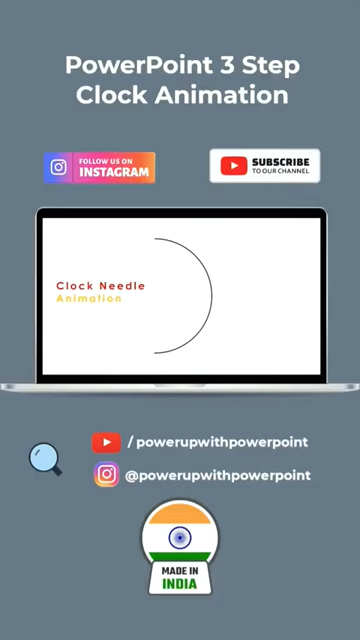 PowerPoint 3 Step
Clock Animation
FOLLOW US ON
INSTAGRAM
SUBSCRIBE
TO OUR CHANNEL
Clock Needle
Animation
/ powerupwithpowerpoint
@powerupwithpowerpoint
MADE IN
INDIA